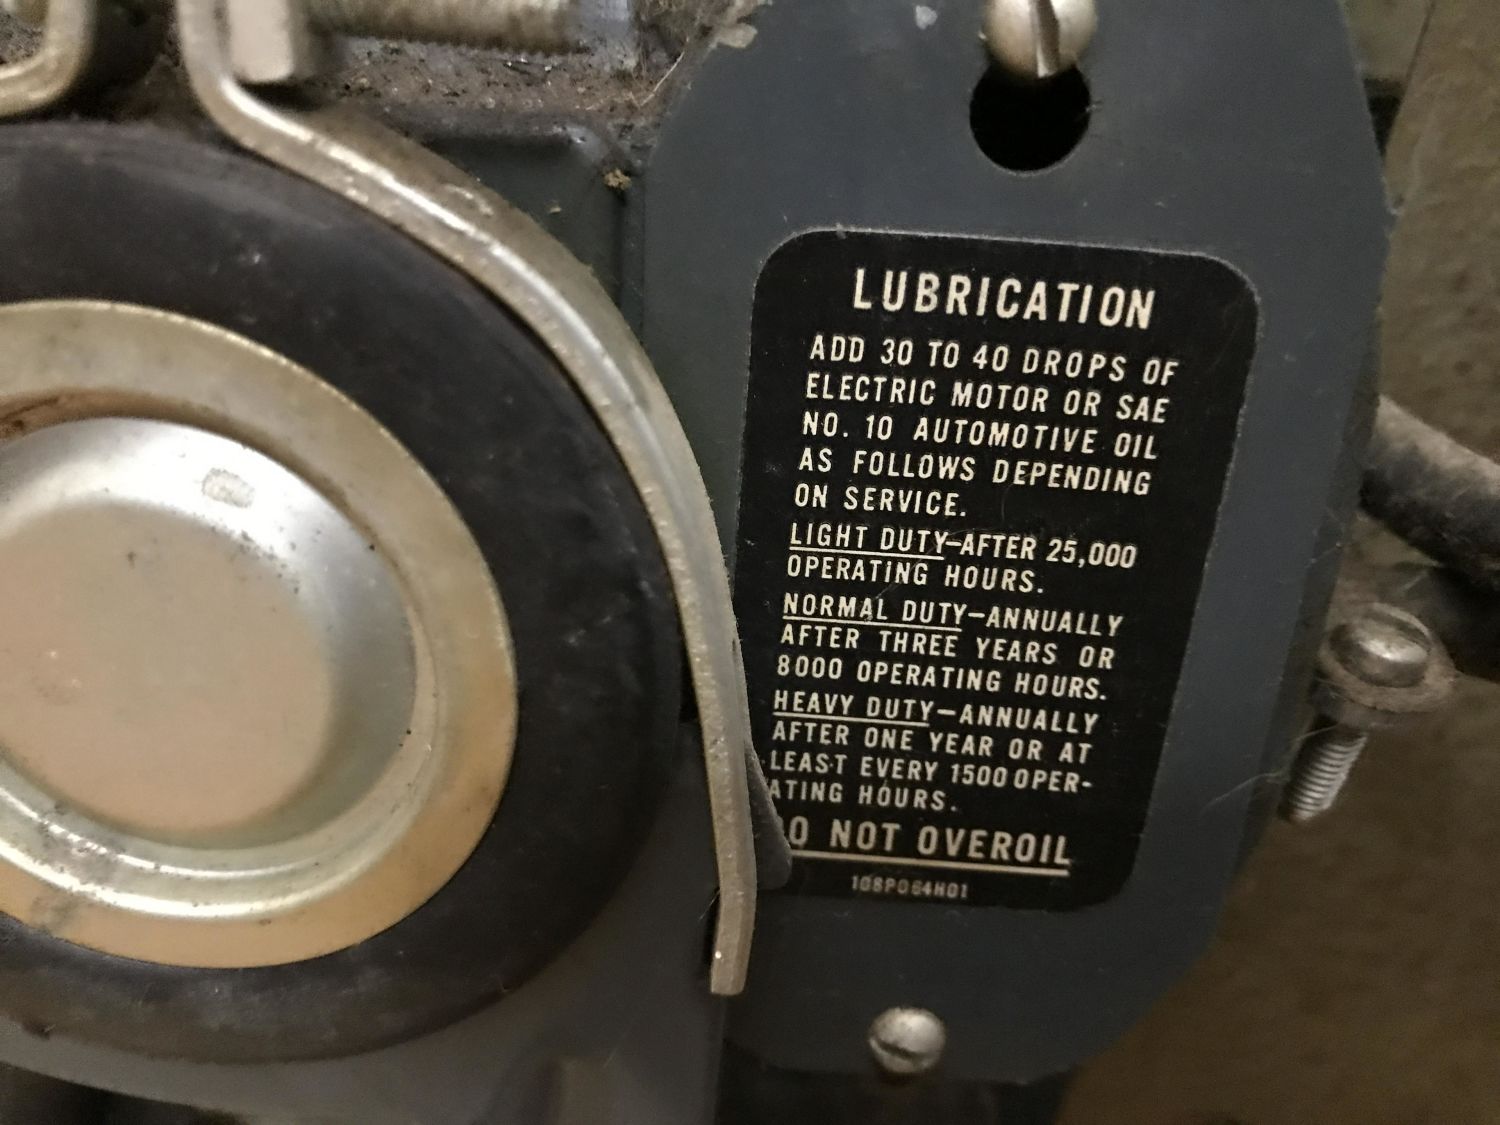 LUBRICATION
ADD 30 TO 40 DROPS OF
ELECTRIC MOTOR OR SAE
NO. 10 AUTOMOTIVE OIL
AS FOLLOWS DEPENDING
ON SERVICE.
LIGHT DUTY—AFTER 25,000
OPERATING HOURS.
NORMAL DUTY—ANNUALLY
AFTER THREE YEARS OR
8000 OPERATING HOURS.
HEAVY DUTY—ANNUALLY
AFTER ONE YEAR OR AT
LEAST EVERY 1500 OPER-
ATING HOURS.
DO NOT OVEROIL
108P064H01